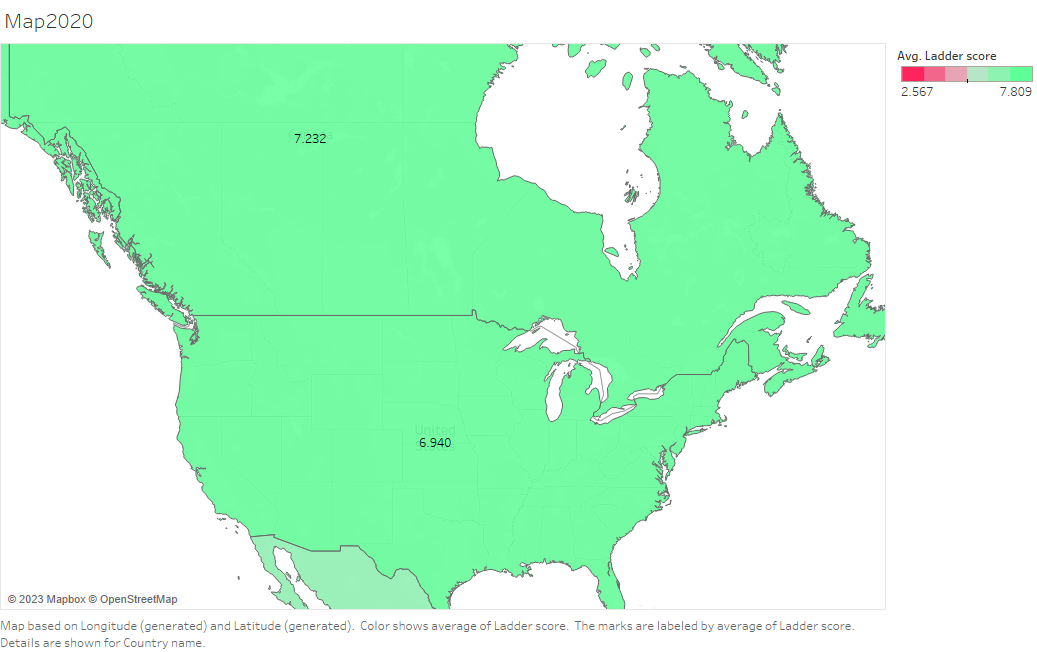 Map2020
Avg. Ladder score
2.567 7.809
7.232
United
6.940
© 2023 Mapbox © OpenStreetMap
Map based on Longitude (generated) and Latitude (generated). Color shows average of Ladder score. The marks are labeled by average of Ladder score.
Details are shown for Country name.